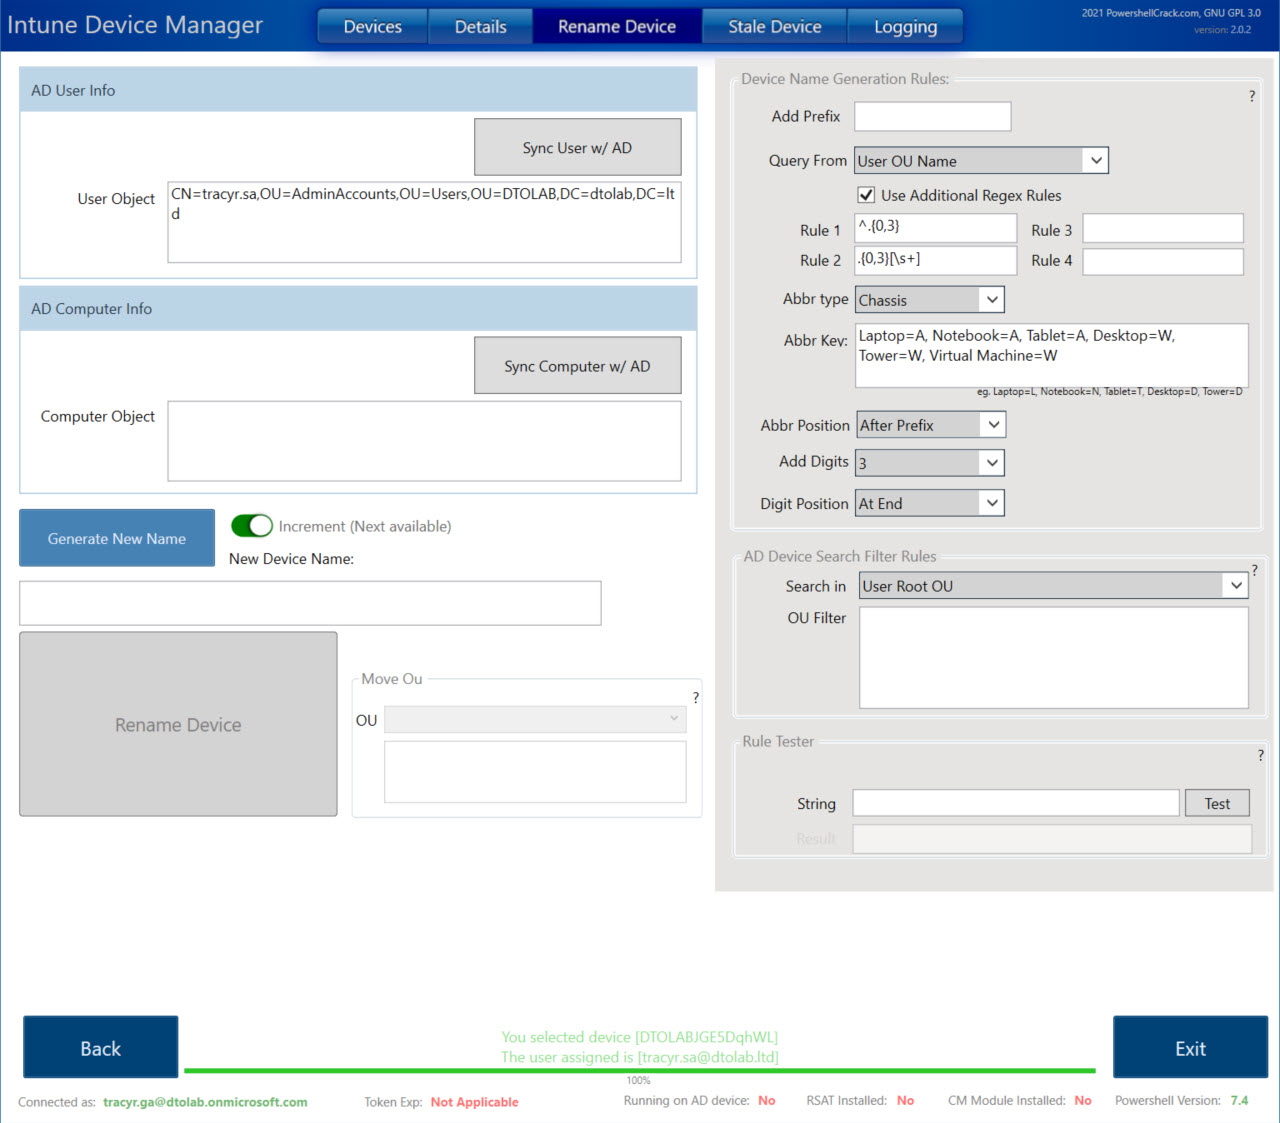 Intune Device Manager
Devices
Details
Rename Device
Stale Device
Logging
2021 PowershellCrack.com, GNU GPL 3.0
version: 2.0.2
AD User Info
Sync User w/ AD
User Object
CN=tracyr.sa,OU=AdminAccounts,OU=Users,OU=DTOLAB,DC=dtolab,DC=lt
d
AD Computer Info
Sync Computer w/ AD
Computer Object
Generate New Name
Increment (Next available)
New Device Name:
Rename Device
Move Ou
?
OU
Device Name Generation Rules:
?
Add Prefix
Query From
User OU Name
Use Additional Regex Rules
Rule 1
^.{0,3}
Rule 3
Rule 2
.{0,3}[\s+]
Rule 4
Abbr type
Chassis
Abbr Key:
Laptop=A, Notebook=A, Tablet=A, Desktop=W,
Tower=W, Virtual Machine=W
eg. Laptop=L, Notebook=N, Tablet=T, Desktop=D, Tower=D
Abbr Position
After Prefix
Add Digits
3
Digit Position
At End
AD Device Search Filter Rules
?
Search in
User Root OU
OU Filter
Rule Tester
?
String
Test
Result
Back
You selected device [DTOLABJGE5DqhWL]
The user assigned is [tracyr.sa@dtolab.ltd]
100%
Exit
Connected as: tracyr.ga@dtolab.onmicrosoft.com
Token Exp: Not Applicable
Running on AD device: No
RSAT Installed: No
CM Module Installed: No
Powershell Version: 7.4